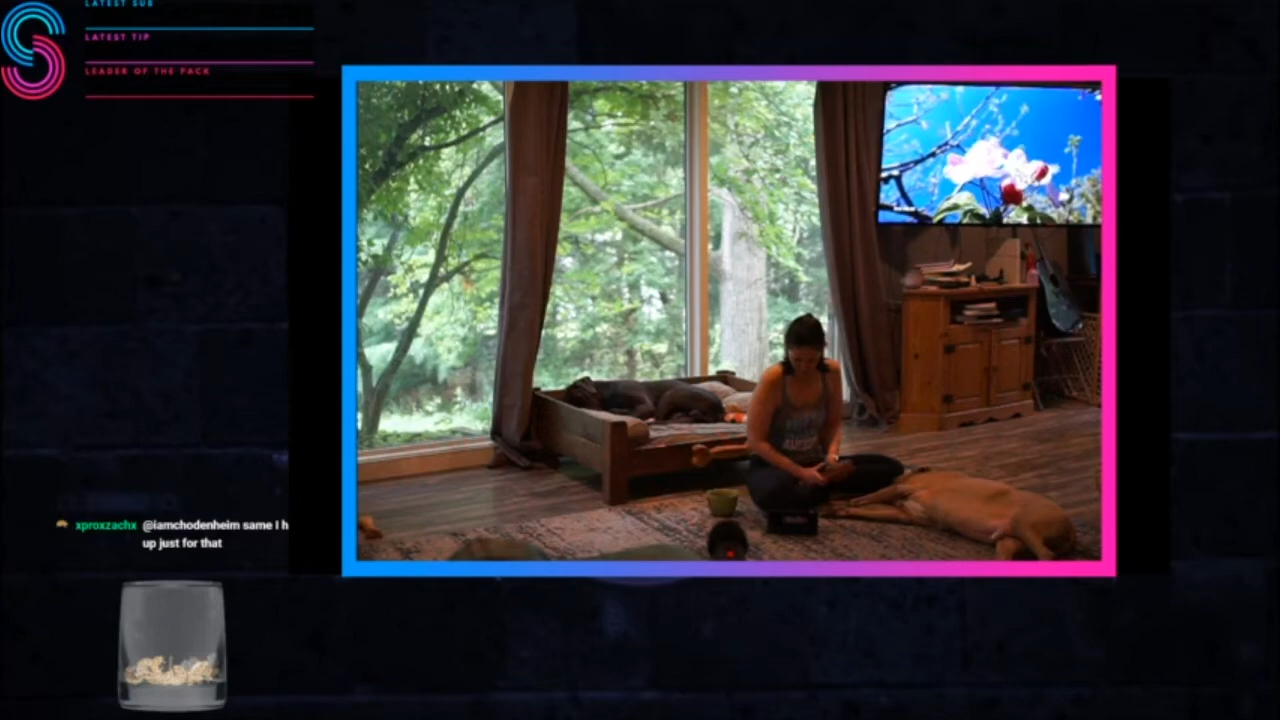 LATEST SUB
LATEST TIP
LEADER OF THE PACK
xproxzachx @iamchodenheim same I h
up just for that